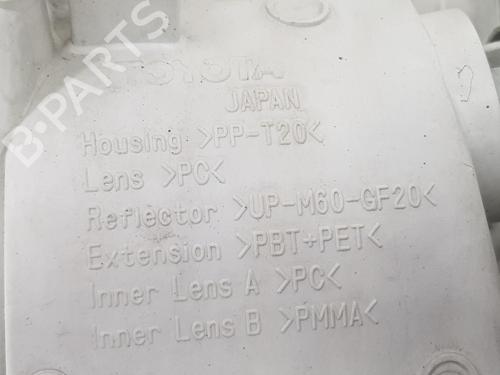 TOYOTA
JAPAN
Housing >PP-T20<
Lens >PC<
Reflector >UP-M60-GF20<
Extension >PBT+PET<
Inner Lens A >PC<
Inner Lens B >PMMA<
B-PARTS